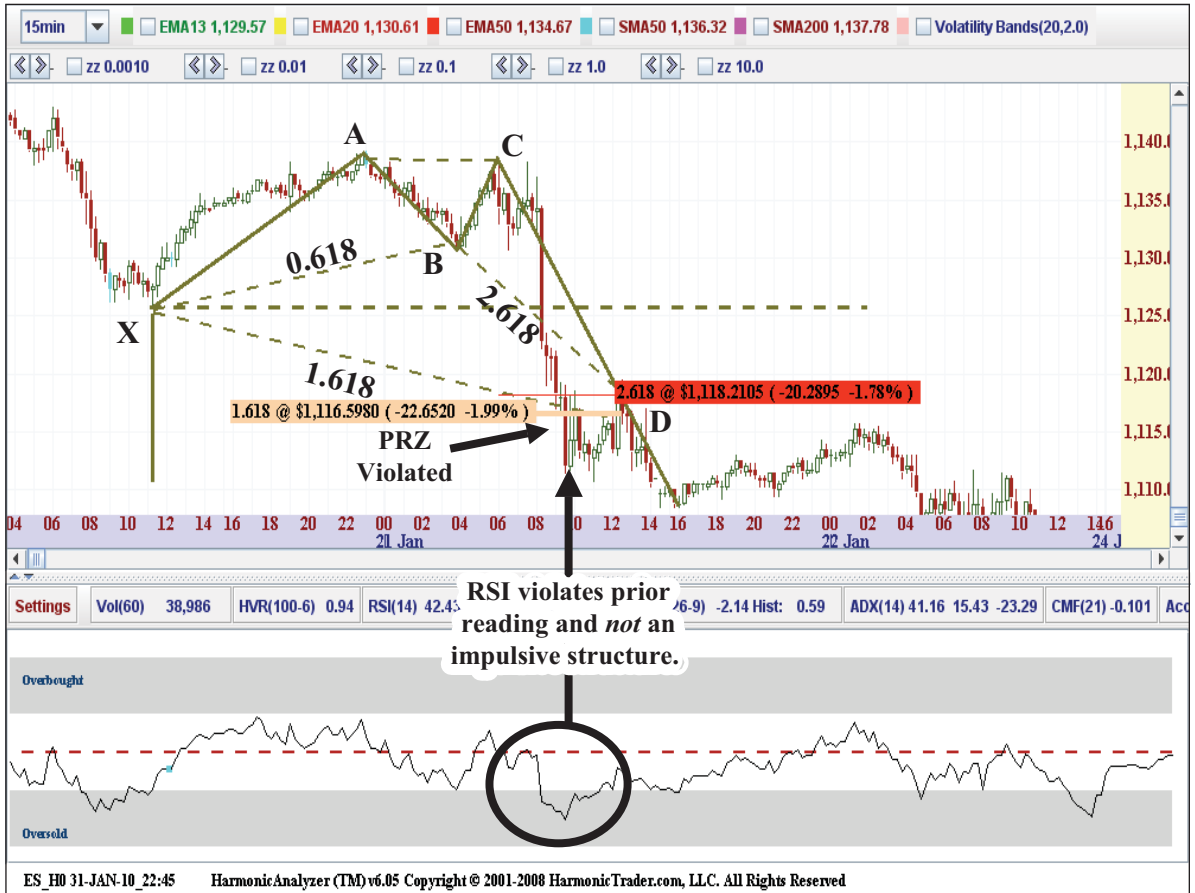 15min EMA13 1,129.57 EMA20 1,130.61 EMA50 1,134.67 SMA50 1,136.32 SMA200 1,137.78 Volatility Bands(20,2.0)
zz 0.0010 zz 0.01 zz 0.1 zz 1.0 zz 10.0
A
C
1,140.
1,135.
0.618
B
1,130.
2.618
1,125.
X
1.618
1,120.
2.618 @ $1,118.2105 ( -20.2895 -1.78% )
1.618 @ $1,116.5980 ( -22.6520 -1.99% )
D
PRZ
Violated
1,115.
1,110.
04 06 08 10 12 14 16 18 20 22 00 02 04 06 08 10 12 14 16 18 20 22 00 02 04 06 08 10 12
21 Jan 22 Jan 24 J
RSI violates prior
reading and not an
impulsive structure.
Settings Vol(60) 38,986 HVR(100-6) 0.94 RSI(14) 42.43 26-9) -2.14 Hist: 0.59 ADX(14) 41.16 15.43 -23.29 CMF(21) -0.101 Acc
Overbought
Oversold
ES_H0 31-JAN-10_22:45 HarmonicAnalyzer (TM) v6.05 Copyright © 2001-2008 HarmonicTrader.com, LLC. All Rights Reserved